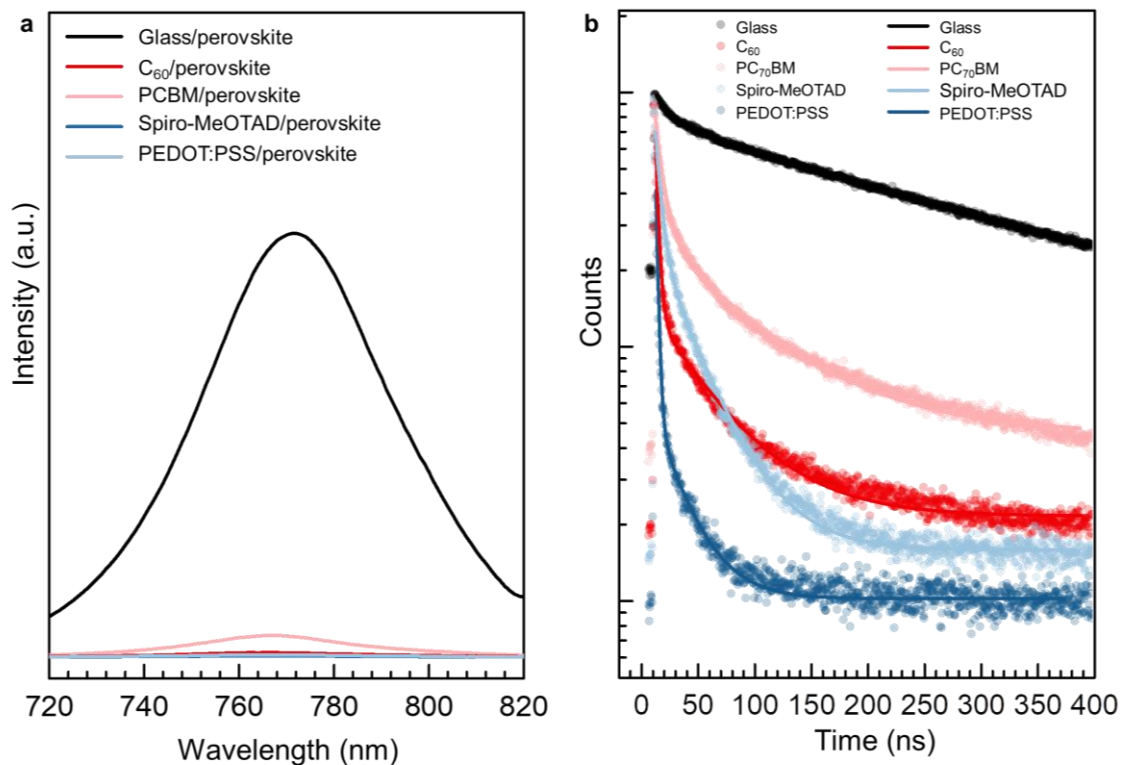 a
Glass/perovskite
C₆₀/perovskite
PCBM/perovskite
Spiro-MeOTAD/perovskite
PEDOT:PSS/perovskite
Intensity (a.u.)
720 740 760 780 800 820
Wavelength (nm)
b
Glass Glass
C₆₀ C₆₀
PC₇₀BM PC₇₀BM
Spiro-MeOTAD Spiro-MeOTAD
PEDOT:PSS PEDOT:PSS
Counts
0 50 100 150 200 250 300 350 400
Time (ns)